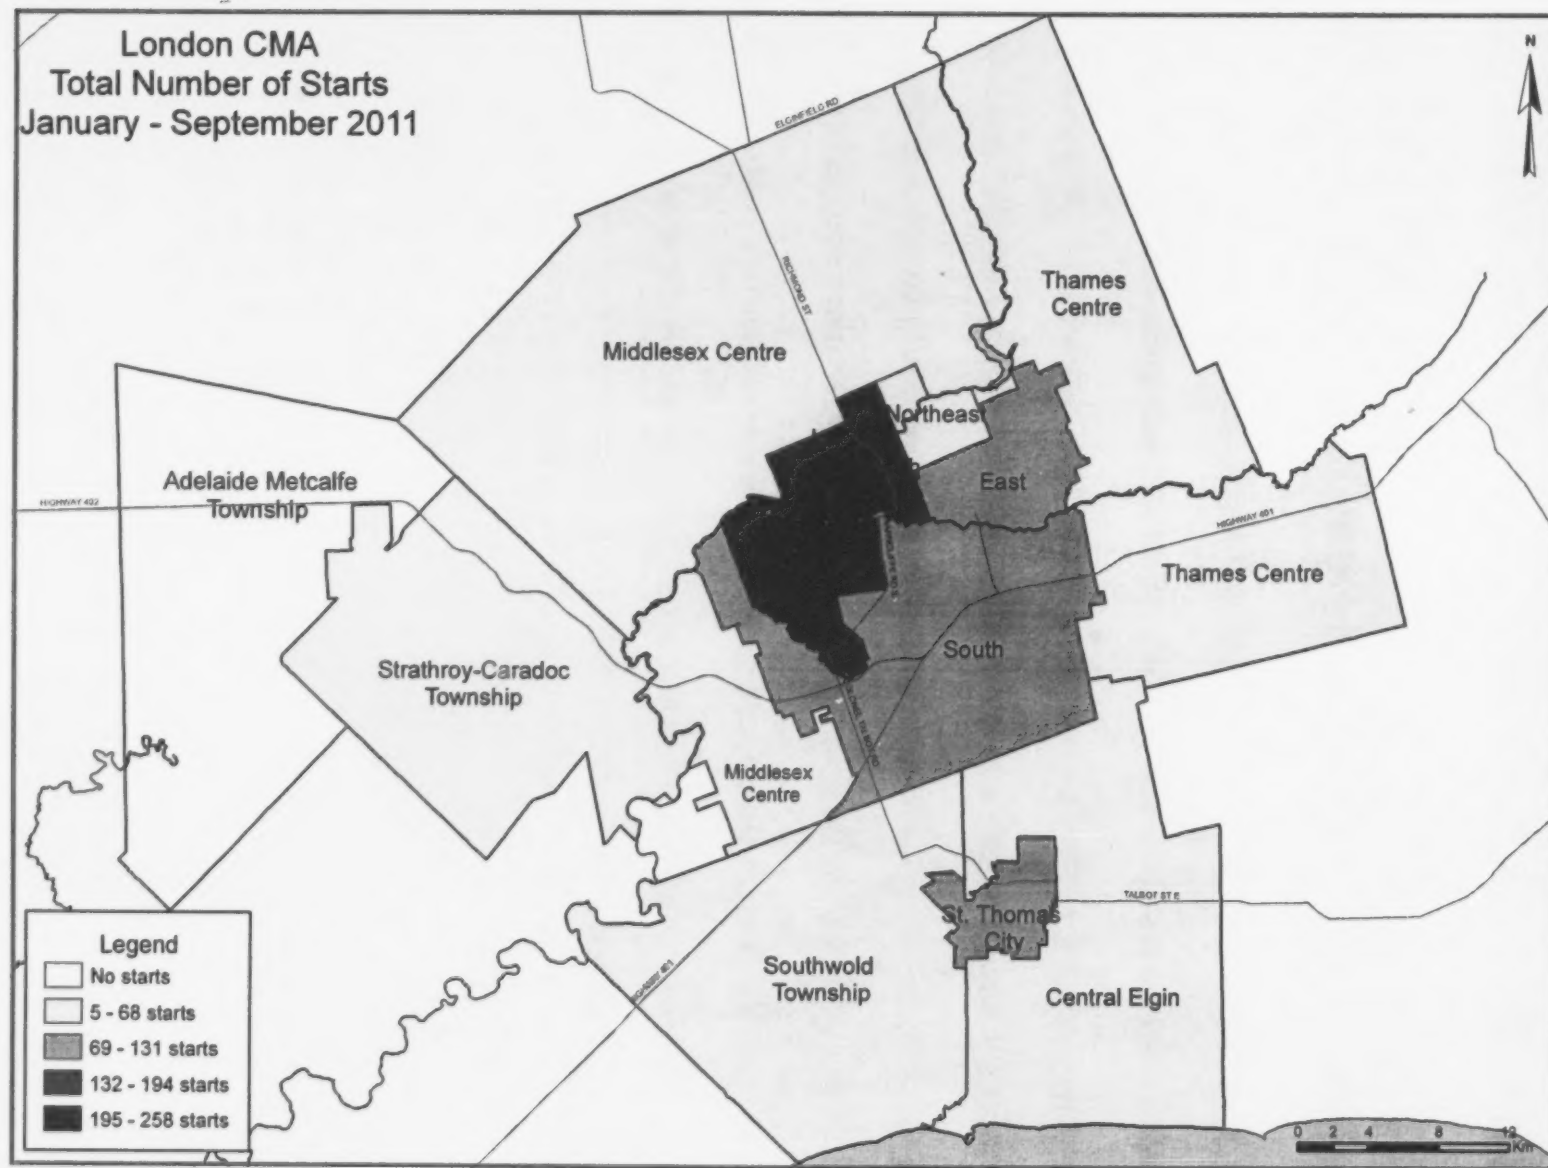 London CMA
Total Number of Starts
January - September 2011
N
ELGINFIELD RD
RICHMOND ST
Thames
Centre
Middlesex Centre
Northeast
Adelaide Metcalfe
Township
HIGHWAY 402
East
HIGHWAY 401
Thames Centre
South
Strathroy-Caradoc
Township
Middlesex
Centre
TALBOT ST E
St. Thomas
City
Southwold
Township
HIGHWAY 401
Central Elgin
Legend
No starts
5 - 68 starts
69 - 131 starts
132 - 194 starts
195 - 258 starts
0 2 4 8 12
Km